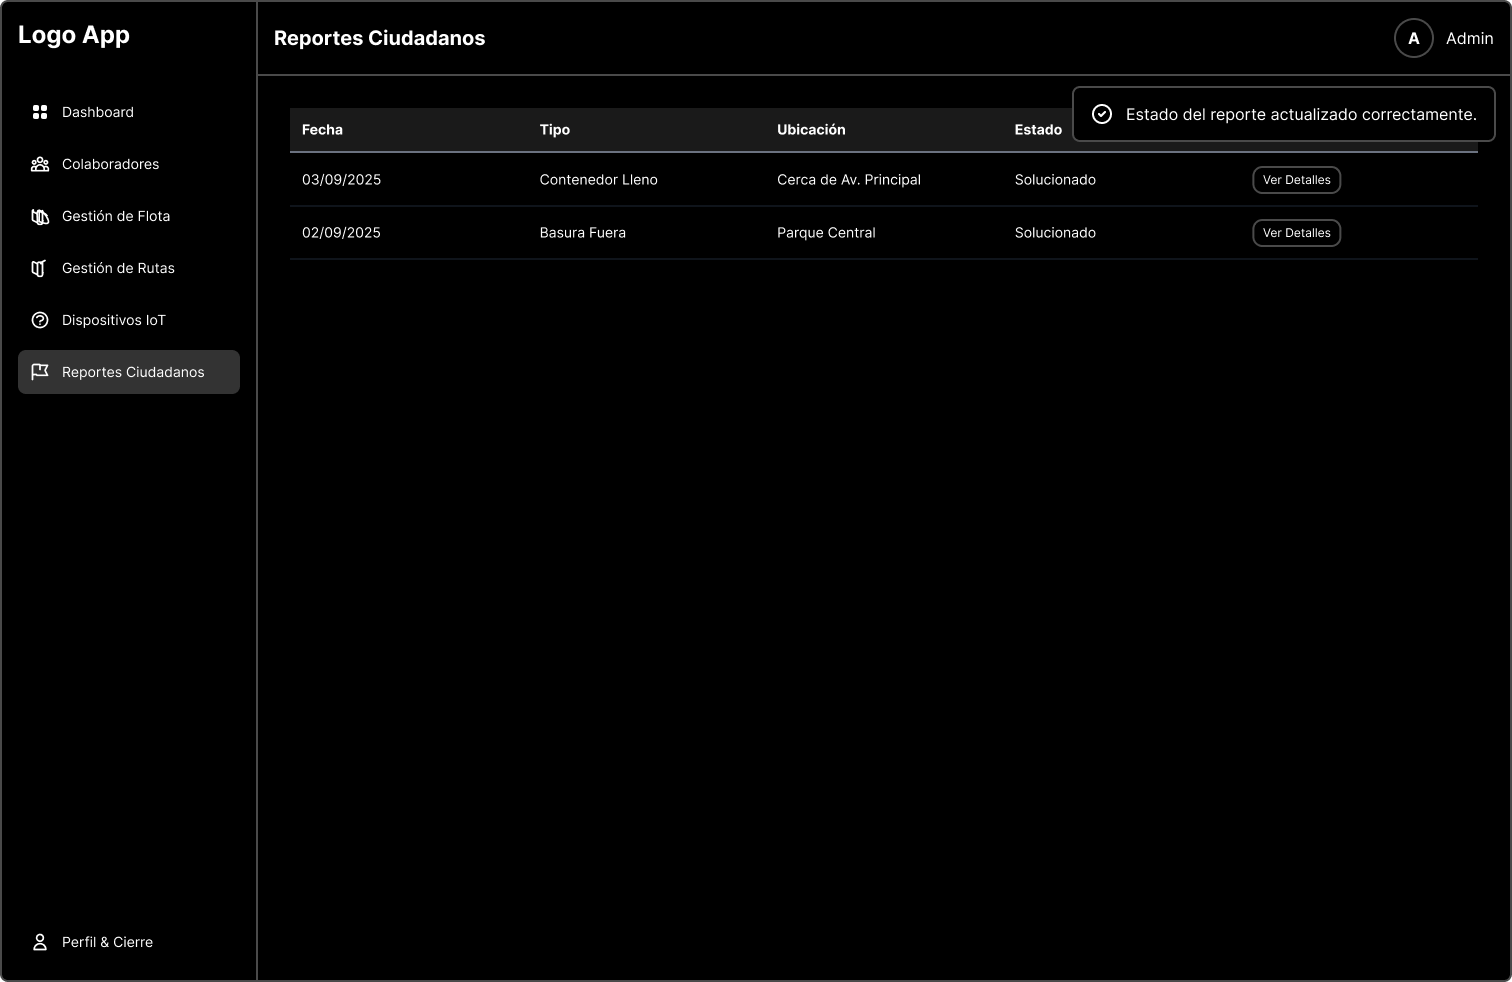 Logo App
Dashboard
Colaboradores
Gestión de Flota
Gestión de Rutas
Dispositivos IoT
Reportes Ciudadanos
Perfil & Cierre
Reportes Ciudadanos
A Admin
Estado del reporte actualizado correctamente.
Fecha Tipo Ubicación Estado
03/09/2025 Contenedor Lleno Cerca de Av. Principal Solucionado Ver Detalles
02/09/2025 Basura Fuera Parque Central Solucionado Ver Detalles